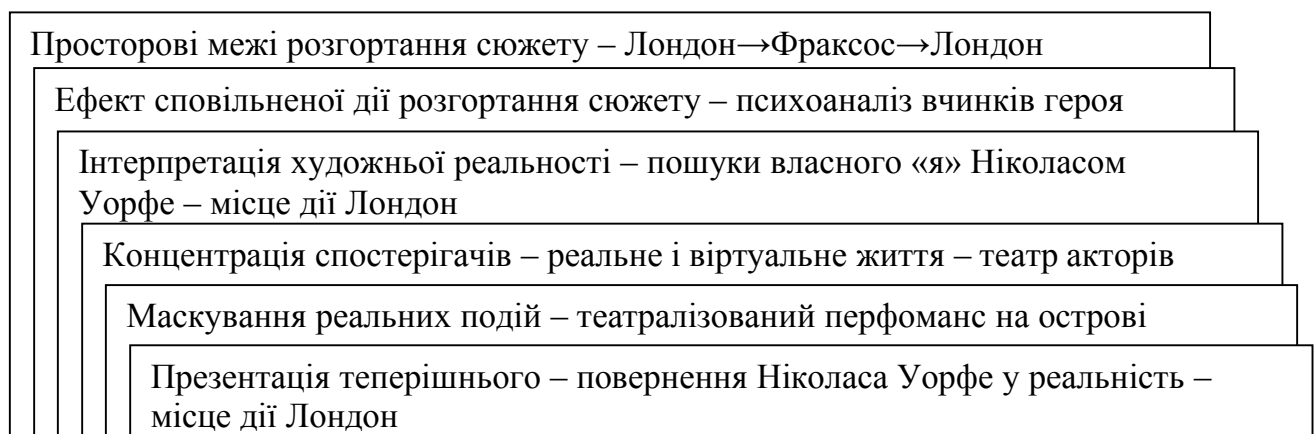 Просторові межі розгортання сюжету – Лондон→Фраксос→Лондон
Ефект сповільненої дії розгортання сюжету – психоаналіз вчинків героя
Інтерпретація художньої реальності – пошуки власного «я» Ніколасом
Уорфе – місце дії Лондон
Концентрація спостерігачів – реальне і віртуальне життя – театр акторів
Маскування реальних подій – театралізований перфоманс на острові
Презентація теперішнього – повернення Ніколаса Уорфе у реальність –
місце дії Лондон